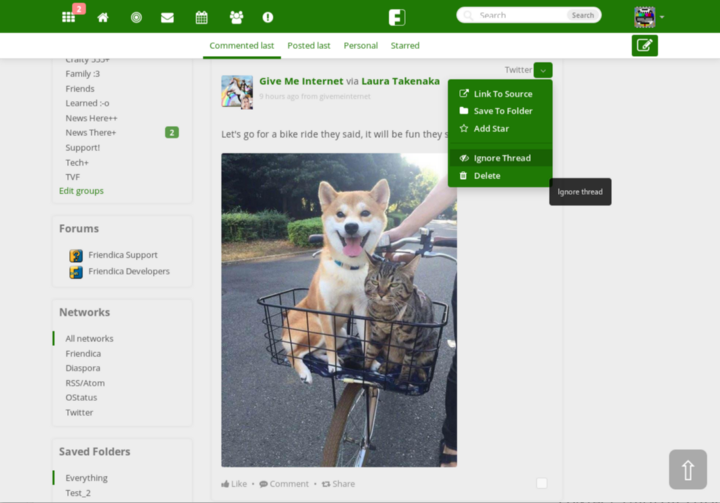 2
Search
Search
Commented last
Posted last
Personal
Starred
Crazy 555+
Family :3
Friends
Learned :-o
News Here++
News There+
2
Support!
Tech+
TVF
Edit groups
Forums
Friendica Support
Friendica Developers
Networks
All networks
Friendica
Diaspora
RSS/Atom
OStatus
Twitter
Saved Folders
Everything
Test_2
Twitter
Give Me Internet via Laura Takenaka
9 hours ago from givemeinternet
Let's go for a bike ride they said, it will be fun they s
Link To Source
Save To Folder
Add Star
Ignore Thread
Delete
Ignore thread
Like • Comment • Share